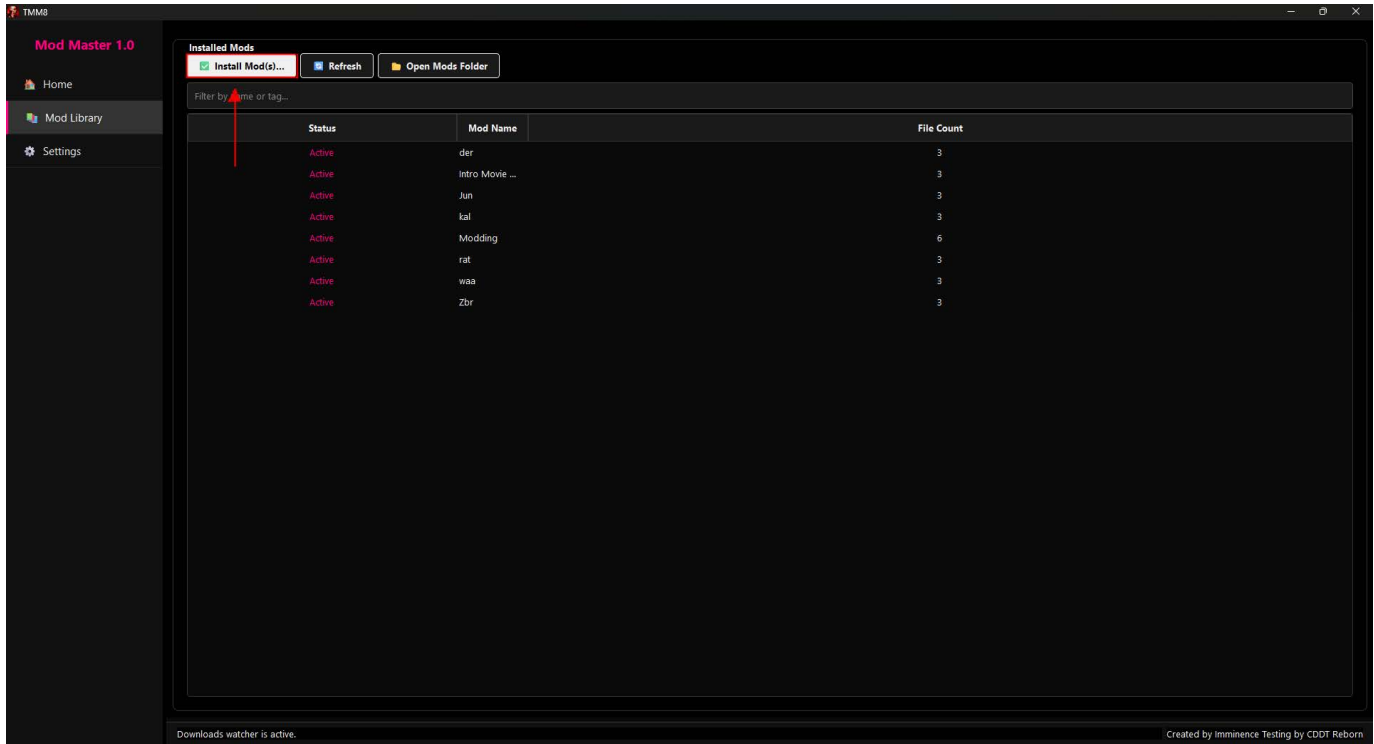 TMM8
Mod Master 1.0
Home
Mod Library
Settings
Installed Mods
Install Mod(s)... Refresh Open Mods Folder
Filter by name or tag...
Status Mod Name File Count
Active der 3
Active Intro Movie ... 3
Active Jun 3
Active kal 3
Active Modding 6
Active rat 3
Active waa 3
Active Zbr 3
Downloads watcher is active. Created by Imminence Testing by CDDT Reborn